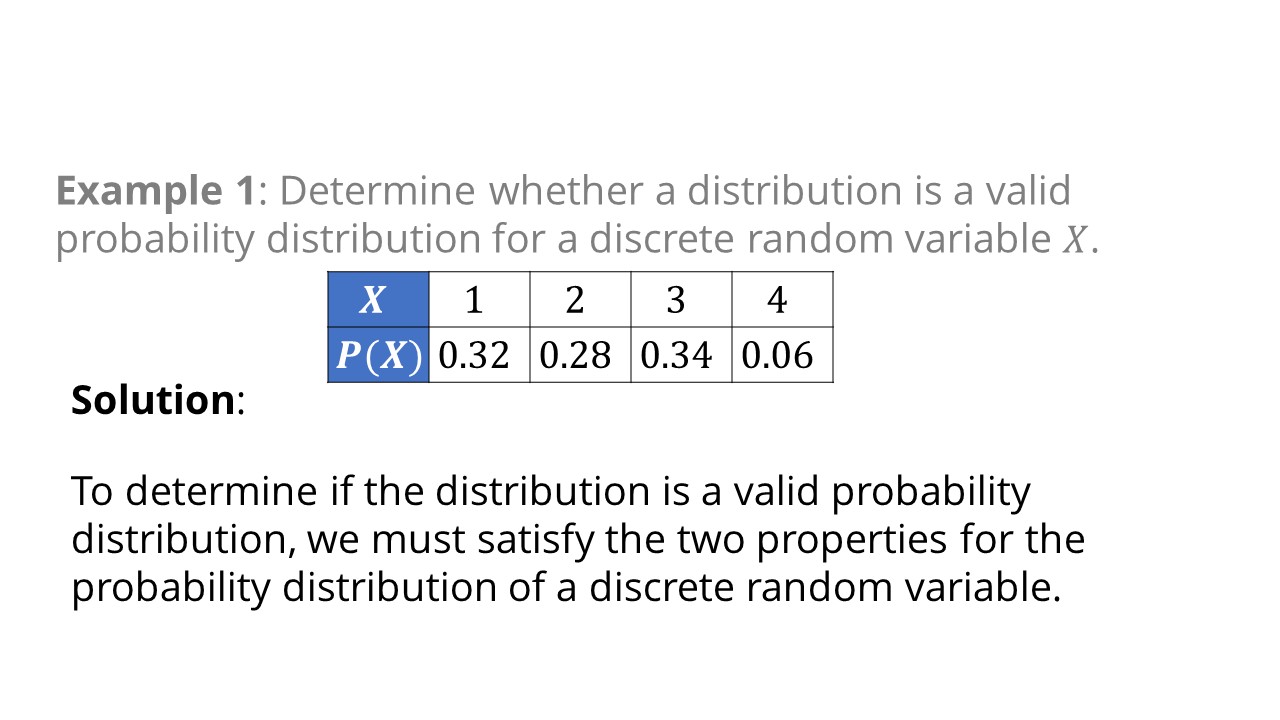 Example 1: Determine whether a distribution is a valid
probability distribution for a discrete random variable X.
X 1 2 3 4
P(X) 0.32 0.28 0.34 0.06
Solution:
To determine if the distribution is a valid probability
distribution, we must satisfy the two properties for the
probability distribution of a discrete random variable.